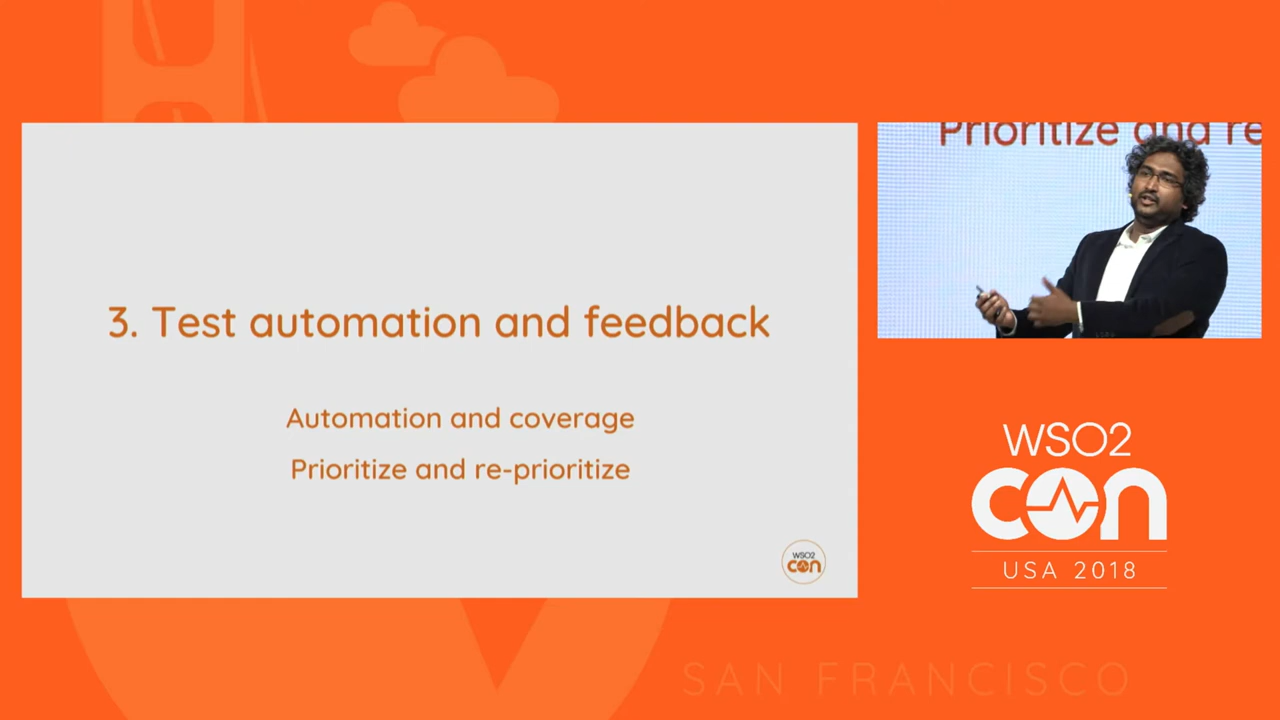 3. Test automation and feedback
Automation and coverage
Prioritize and re-prioritize
WSO2
con
Prioritize and re
WSO2
con
USA 2018
SAN FRANCISCO